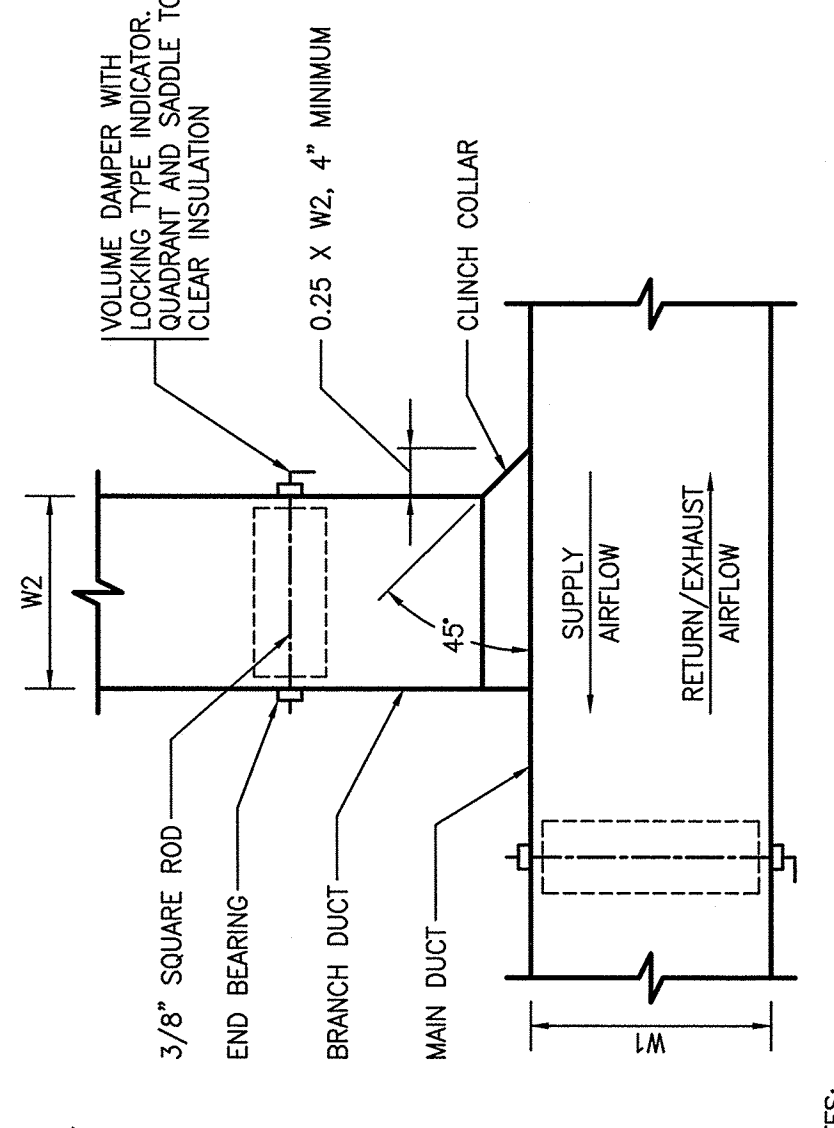 VOLUME DAMPER WITH
LOCKING TYPE INDICATOR.
QUADRANT AND SADDLE TO
CLEAR INSULATION
0.25 X W2, 4" MINIMUM
CLINCH COLLAR
W2
45°
SUPPLY
AIRFLOW
RETURN/EXHAUST
AIRFLOW
3/8" SQUARE ROD
END BEARING
BRANCH DUCT
MAIN DUCT
W1